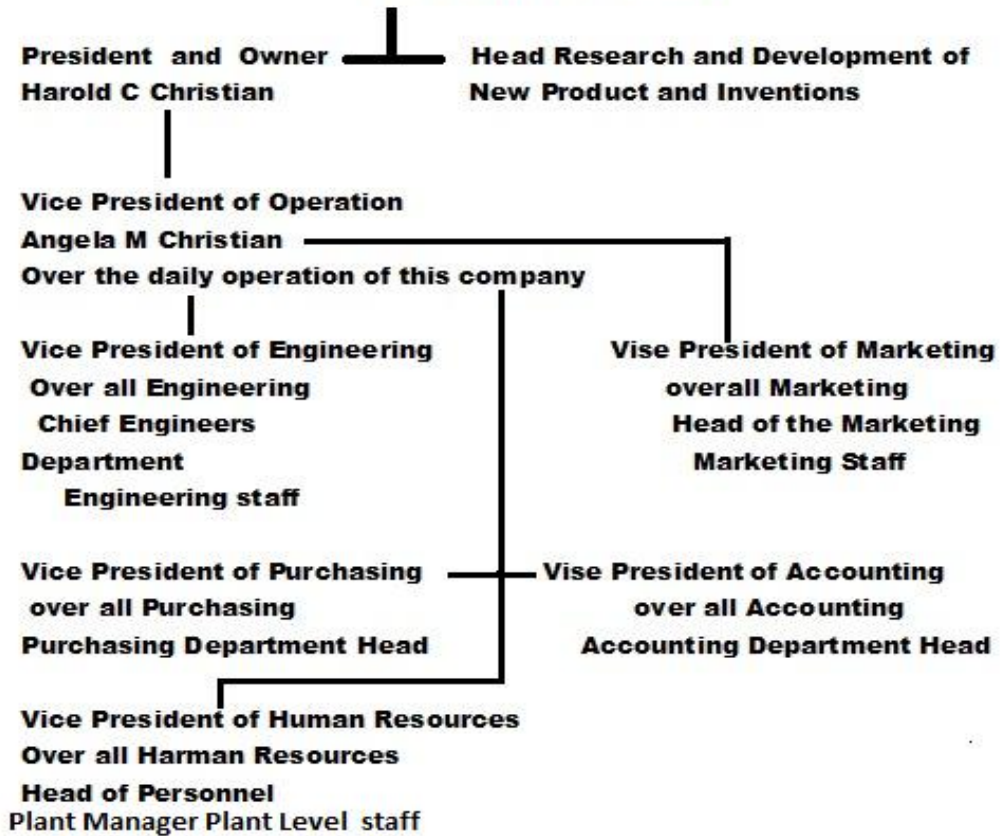 President and Owner
Harold C Christian
Head Research and Development of
New Product and Inventions
Vice President of Operation
Angela M Christian
Over the daily operation of this company
Vice President of Engineering
Over all Engineering
Chief Engineers
Department
Engineering staff
Vise President of Marketing
overall Marketing
Head of the Marketing
Marketing Staff
Vice President of Purchasing
over all Purchasing
Purchasing Department Head
Vise President of Accounting
over all Accounting
Accounting Department Head
Vice President of Human Resources
Over all Harman Resources
Head of Personnel
Plant Manager Plant Level staff